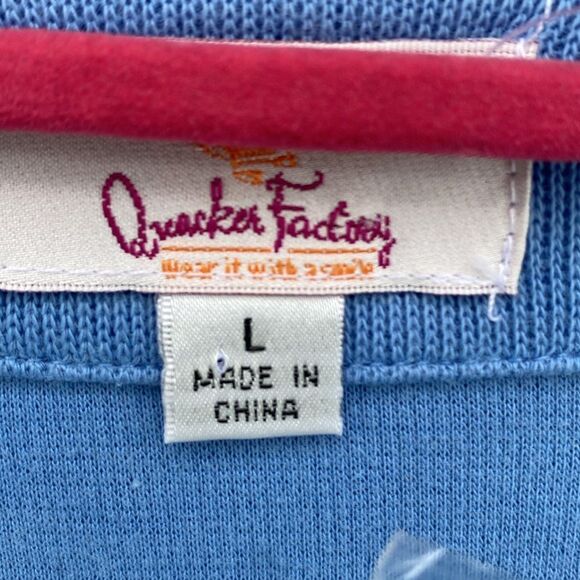 Quacker Factory
Wear it with a smile
L
MADE IN
CHINA